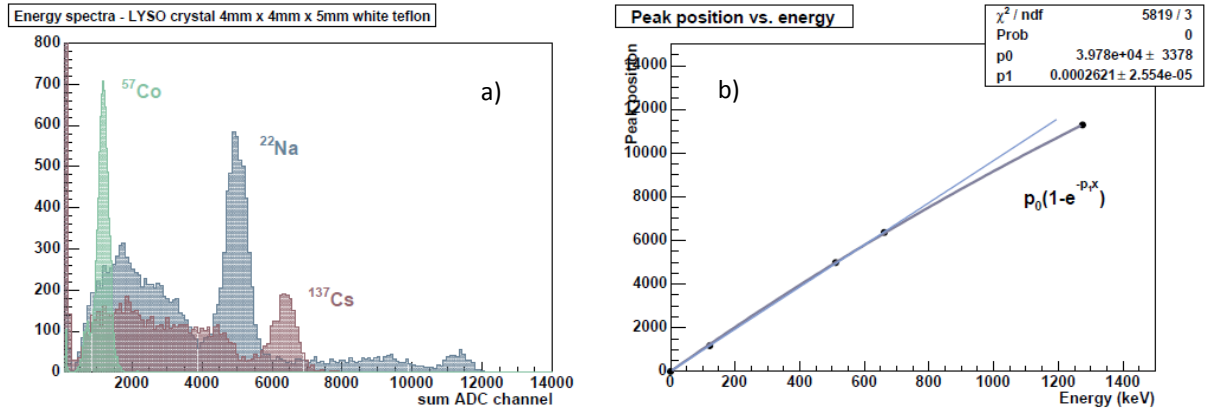 Energy spectra - LYSO crystal 4mm x 4mm x 5mm white teflon
800
700
600
500
400
300
200
100
0
57Co
22Na
137Cs
a)
2000
4000
6000
8000
10000
12000
14000
sum ADC channel
Peak position vs. energy
χ² / ndf 5819 / 3
Prob 0
p0 3.978e+04 ± 3378
p1 0.0002621 ± 2.554e-05
Peak position
14000
12000
10000
8000
6000
4000
2000
0
b)
p₀(1-e^-p₁x)
0
200
400
600
800
1000
1200
1400
Energy (keV)